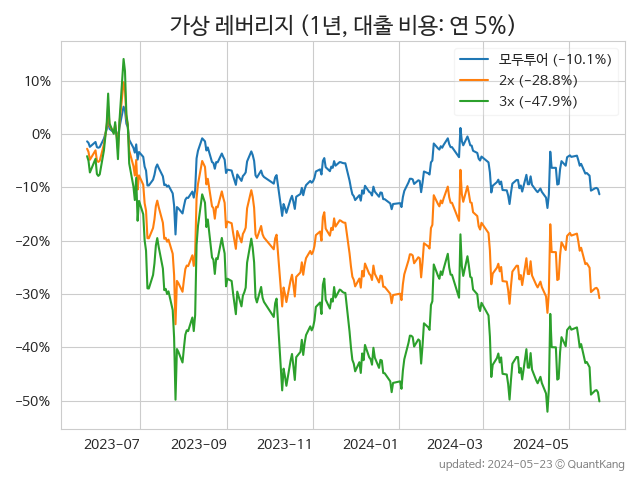 가상 레버리지 (1년, 대출 비용: 연 5%)
모두투어 (−10.1%)
2x (−28.8%)
3x (−47.9%)
10%
0%
−10%
−20%
−30%
−40%
−50%
2023-07 2023-09 2023-11 2024-01 2024-03 2024-05
updated: 2024-05-23 © QuantKang